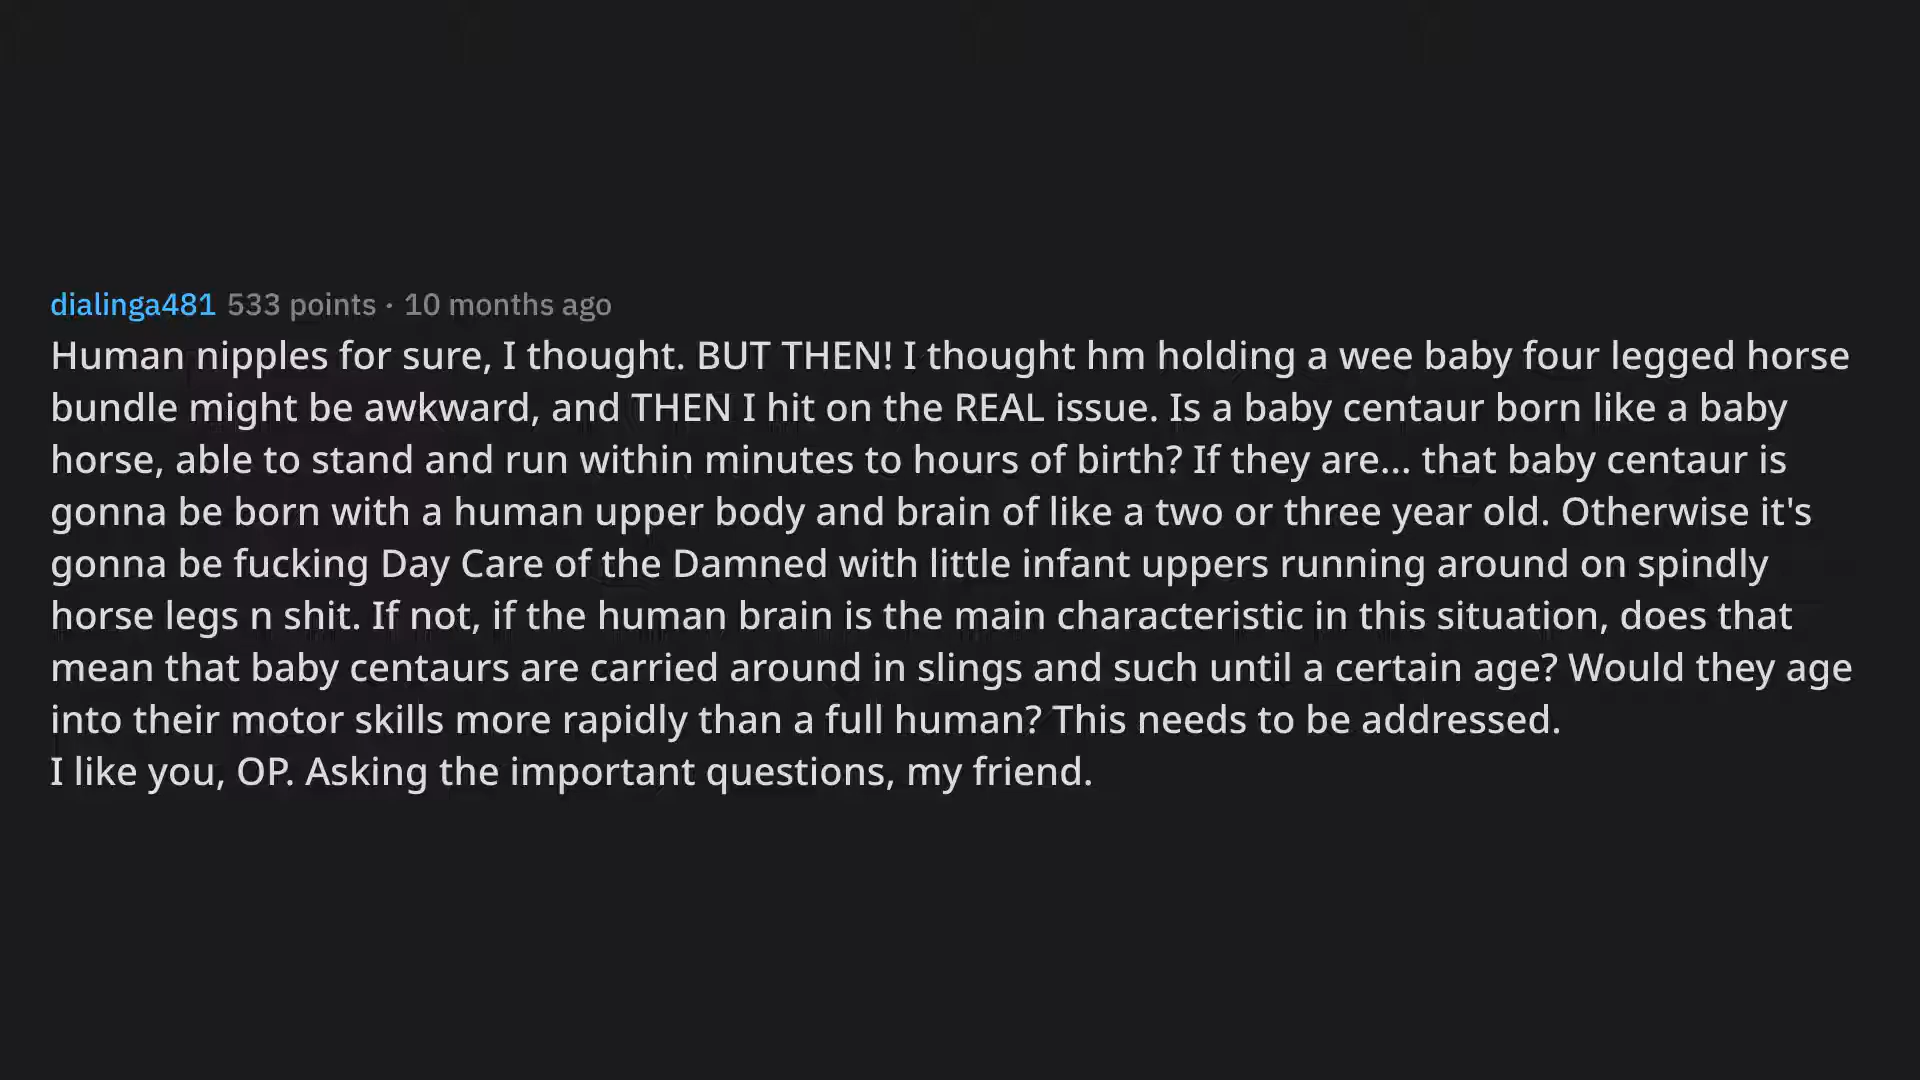 dialinga481 533 points · 10 months ago
Human nipples for sure, I thought. BUT THEN! I thought hm holding a wee baby four legged horse
bundle might be awkward, and THEN I hit on the REAL issue. Is a baby centaur born like a baby
horse, able to stand and run within minutes to hours of birth? If they are... that baby centaur is
gonna be born with a human upper body and brain of like a two or three year old. Otherwise it's
gonna be fucking Day Care of the Damned with little infant uppers running around on spindly
horse legs n shit. If not, if the human brain is the main characteristic in this situation, does that
mean that baby centaurs are carried around in slings and such until a certain age? Would they age
into their motor skills more rapidly than a full human? This needs to be addressed.
I like you, OP. Asking the important questions, my friend.